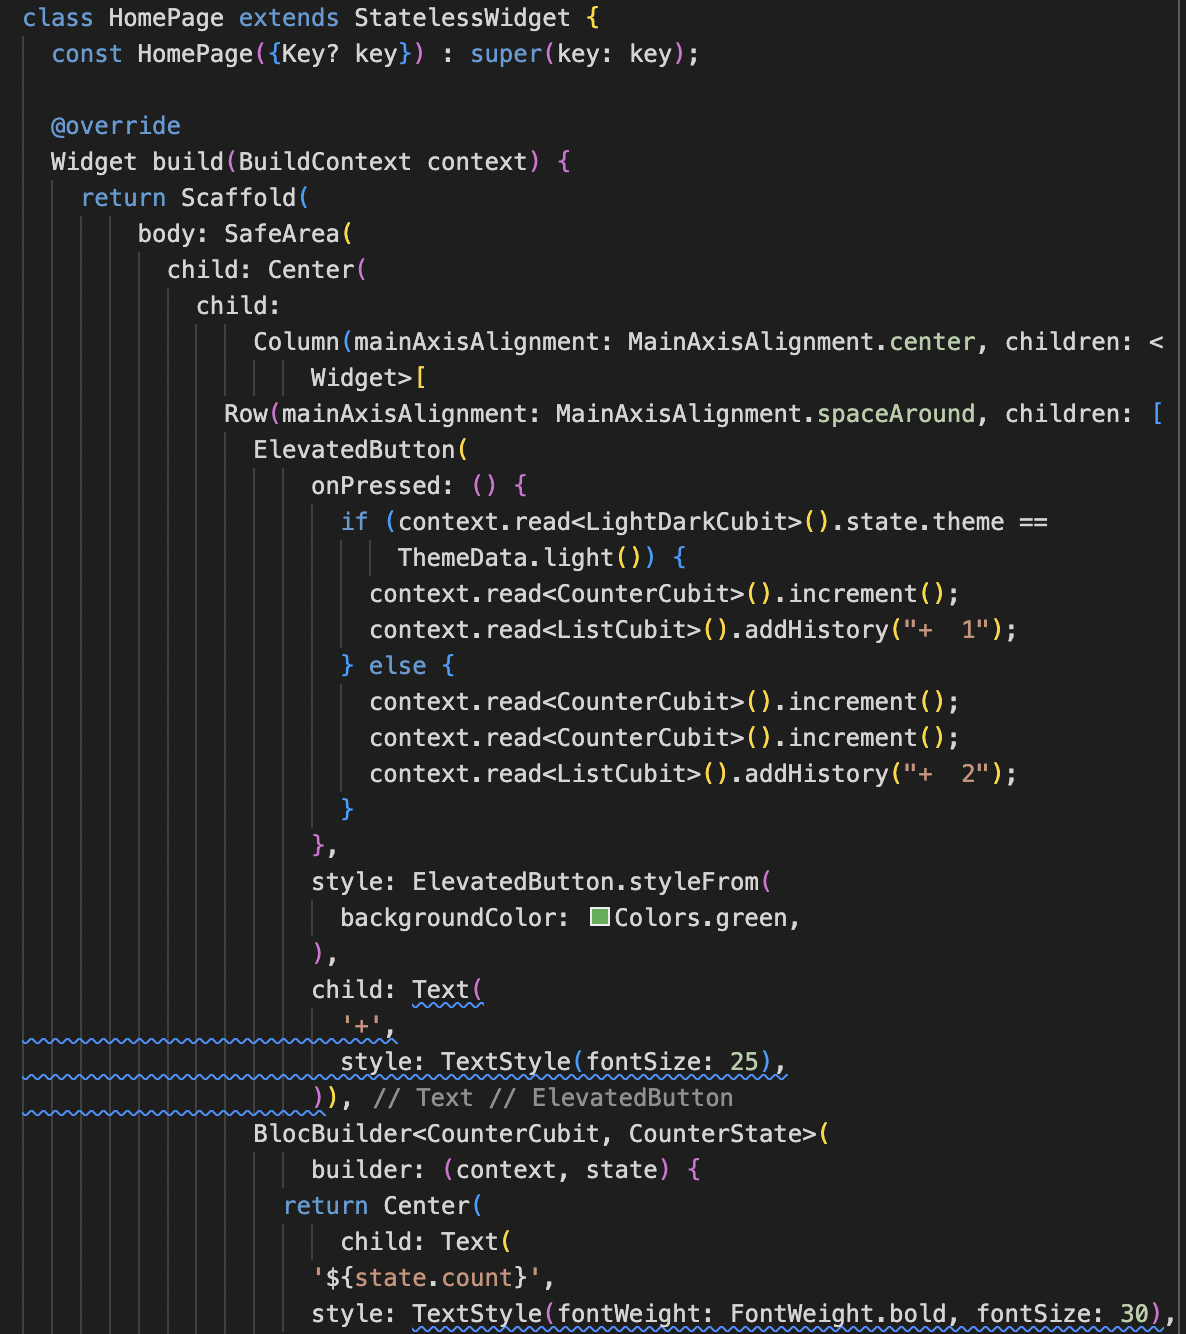 class HomePage extends StatelessWidget {
const HomePage({Key? key}) : super(key: key);
@override
Widget build(BuildContext context) {
return Scaffold(
body: SafeArea(
child: Center(
child:
Column(mainAxisAlignment: MainAxisAlignment.center, children: <
Widget>[
Row(mainAxisAlignment: MainAxisAlignment.spaceAround, children: [
ElevatedButton(
onPressed: () {
if (context.read<LightDarkCubit>().state.theme ==
ThemeData.light()) {
context.read<CounterCubit>().increment();
context.read<ListCubit>().addHistory("+  1");
} else {
context.read<CounterCubit>().increment();
context.read<CounterCubit>().increment();
context.read<ListCubit>().addHistory("+  2");
}
},
style: ElevatedButton.styleFrom(
backgroundColor: Colors.green,
),
child: Text(
'+',
style: TextStyle(fontSize: 25),
)), // Text // ElevatedButton
BlocBuilder<CounterCubit, CounterState>(
builder: (context, state) {
return Center(
child: Text(
'${state.count}',
style: TextStyle(fontWeight: FontWeight.bold, fontSize: 30),